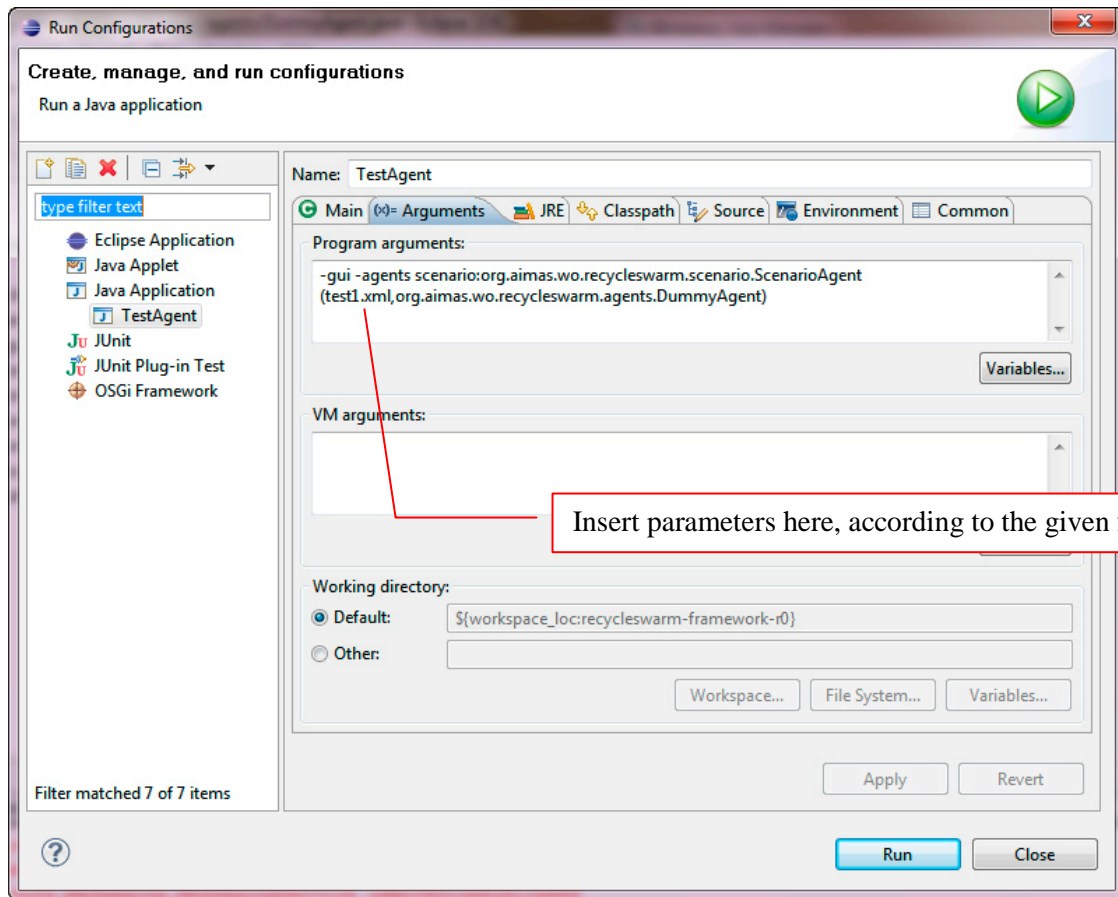 Run Configurations
Create, manage, and run configurations
Run a Java application
type filter text
Eclipse Application
Java Applet
Java Application
TestAgent
JUnit
JUnit Plug-in Test
OSGi Framework
Filter matched 7 of 7 items
Name: TestAgent
Main (x)= Arguments JRE Classpath Source Environment Common
Program arguments:
-gui -agents scenario:org.aimas.wo.recycleswarm.scenario.ScenarioAgent
(test1.xml,org.aimas.wo.recycleswarm.agents.DummyAgent)
Variables...
VM arguments:
Insert parameters here, according to the given
Working directory:
Default: ${workspace_loc:recycleswarm-framework-r0}
Other:
Workspace... File System... Variables...
Apply Revert
Run Close